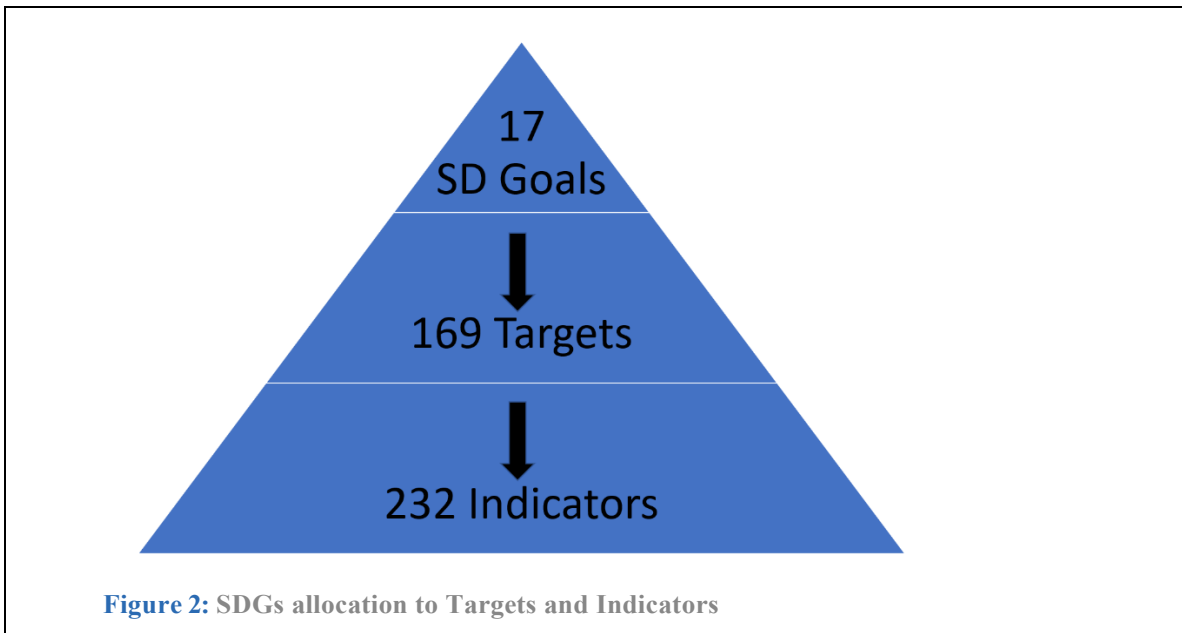 17
SD Goals
169 Targets
232 Indicators
Figure 2: SDGs allocation to Targets and Indicators